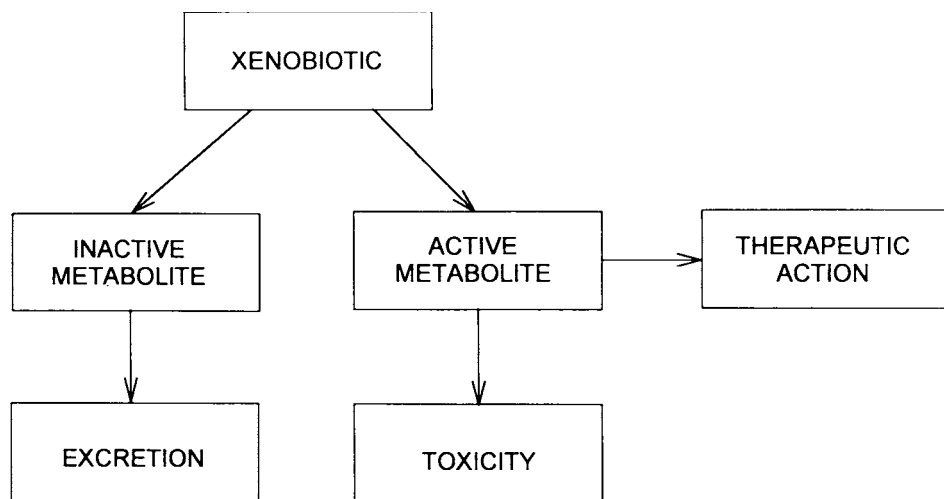 XENOBIOTIC
INACTIVE
METABOLITE
ACTIVE
METABOLITE
THERAPEUTIC
ACTION
EXCRETION
TOXICITY